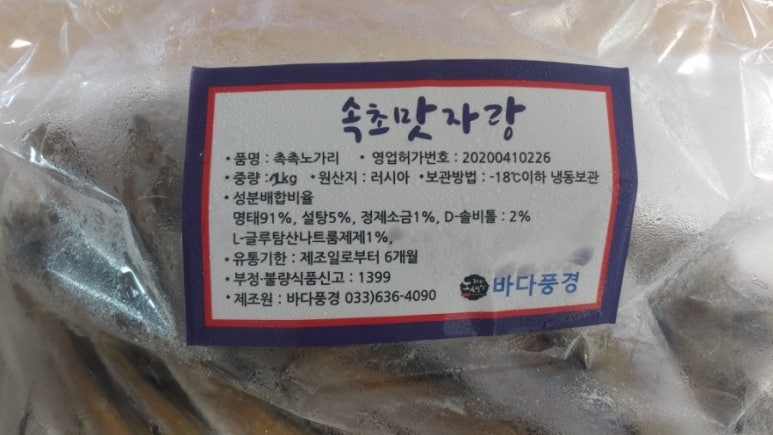 속초맛자랑
• 품명 : 촉촉노가리 • 영업허가번호 : 20200410226
• 중량 : 1kg • 원산지 : 러시아 • 보관방법 : -18℃이하 냉동보관
• 성분배합비율
명태91%, 설탕5%, 정제소금1%, D-솔비톨 : 2%
L-글루탐산나트륨제제1%,
• 유통기한 : 제조일로부터 6개월
• 부정·불량식품신고 : 1399
• 제조원 : 바다풍경 033)636-4090
바다풍경